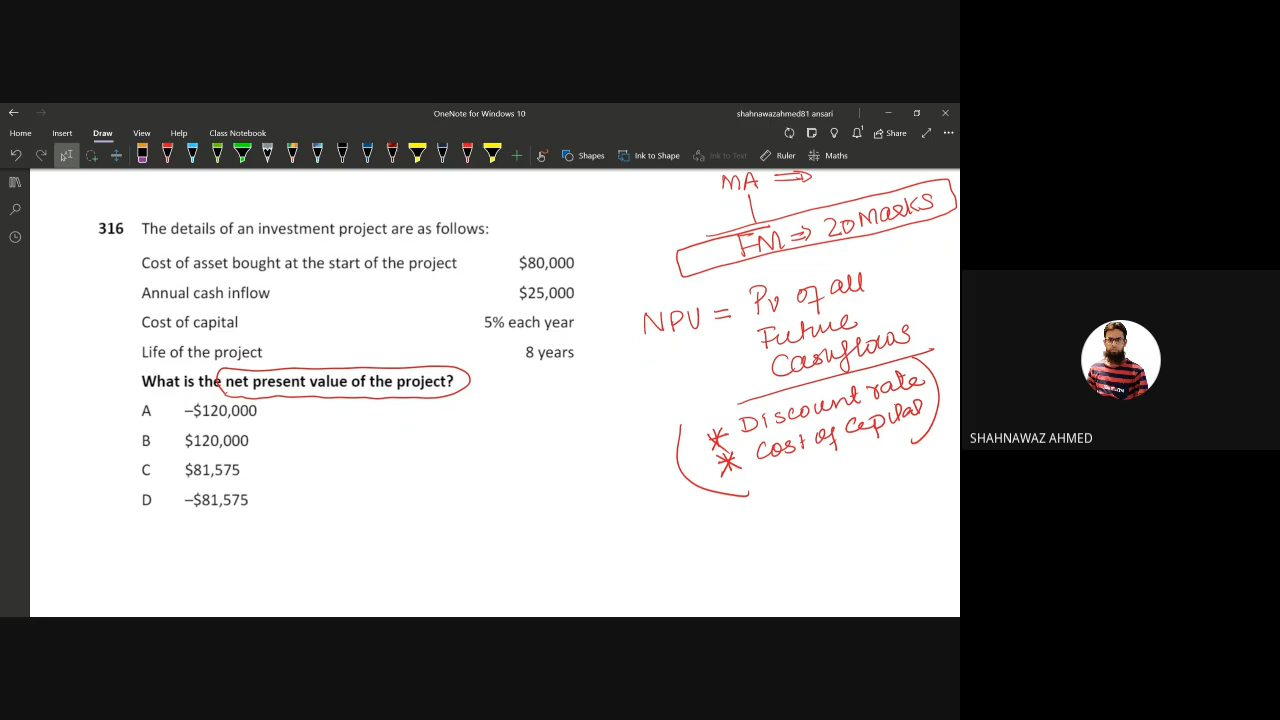 OneNote for Windows 10
shahnawazahmed81 ansari
Home Insert Draw View Help Class Notebook
Share
Shapes Ink to Shape Ink to Text Ruler Maths
MA ⇒
FM ⇒ 20 Marks
316 The details of an investment project are as follows:
Cost of asset bought at the start of the project $80,000
Annual cash inflow $25,000
Cost of capital 5% each year
Life of the project 8 years
What is the net present value of the project?
A –$120,000
B $120,000
C $81,575
D –$81,575
NPV = Pv of all
Future
Cashflows
* Discount rate
* Cost of capital
SHAHNAWAZ AHMED